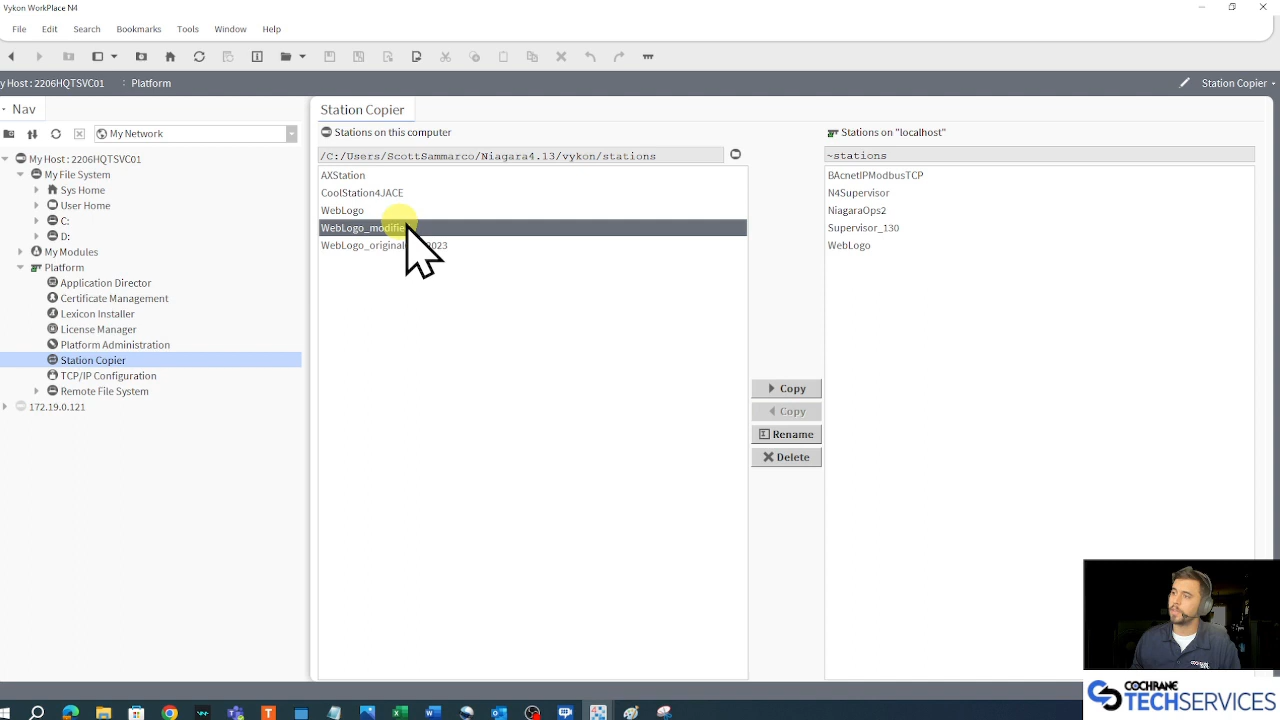 Vykon WorkPlace N4
File Edit Search Bookmarks Tools Window Help
y Host : 2206HQTSVC01 : Platform
Station Copier
Nav
My Network
My Host : 2206HQTSVC01
My File System
Sys Home
User Home
C:
D:
My Modules
Platform
Application Director
Certificate Management
Lexicon Installer
License Manager
Platform Administration
Station Copier
TCP/IP Configuration
Remote File System
172.19.0.121
Station Copier
Stations on this computer
/C:/Users/ScottSammarco/Niagara4.13/vykon/stations
AXStation
CoolStation4JACE
WebLogo
WebLogo_modifie
WebLogo_original 2023
Copy
Copy
Rename
Delete
Stations on "localhost"
~stations
BAcnetIPModbusTCP
N4Supervisor
NiagaraOps2
Supervisor_130
WebLogo
COCHRANE
TECHSERVICES